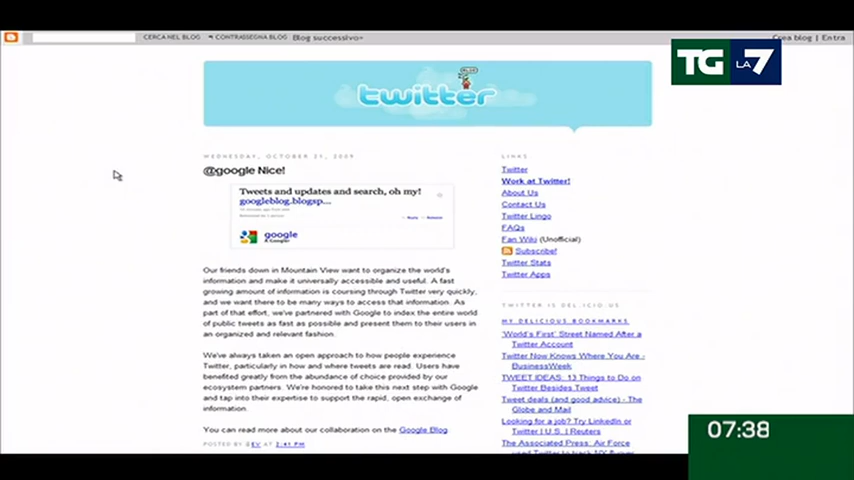 CERCA NEL BLOG
CONTRASSEGNA BLOG
Blog successivo»
Crea blog | Entra
TG LA 7
BLOG
twitter
WEDNESDAY, OCTOBER 21, 2009
@google Nice!
Tweets and updates and search, oh my!
googleblog.blogsp...
Reply
Retweet
google
A Googler
Our friends down in Mountain View want to organize the world's
information and make it universally accessible and useful. A fast
growing amount of information is coursing through Twitter very quickly,
and we want there to be many ways to access that information. As
part of that effort, we've partnered with Google to index the entire world
of public tweets as fast as possible and present them to their users in
an organized and relevant fashion.
We've always taken an open approach to how people experience
Twitter, particularly in how and where tweets are read. Users have
benefited greatly from the abundance of choice provided by our
ecosystem partners. We're honored to take this next step with Google
and tap into their expertise to support the rapid, open exchange of
information.
You can read more about our collaboration on the Google Blog
POSTED BY @EV AT 2:41 PM
LINKS
Twitter
Work at Twitter!
About Us
Contact Us
Twitter Lingo
FAQs
Fan Wiki (Unofficial)
Subscribe!
Twitter Stats
Twitter Apps
TWITTER IS DEL.ICIO.US
MY DELICIOUS BOOKMARKS
'World's First' Street Named After a
Twitter Account
Twitter Now Knows Where You Are -
BusinessWeek
TWEET IDEAS: 13 Things to Do on
Twitter Besides Tweet
Tweet deals (and good advice) - The
Globe and Mail
Looking for a job? Try LinkedIn or
Twitter | U.S. | Reuters
The Associated Press: Air Force
07:38